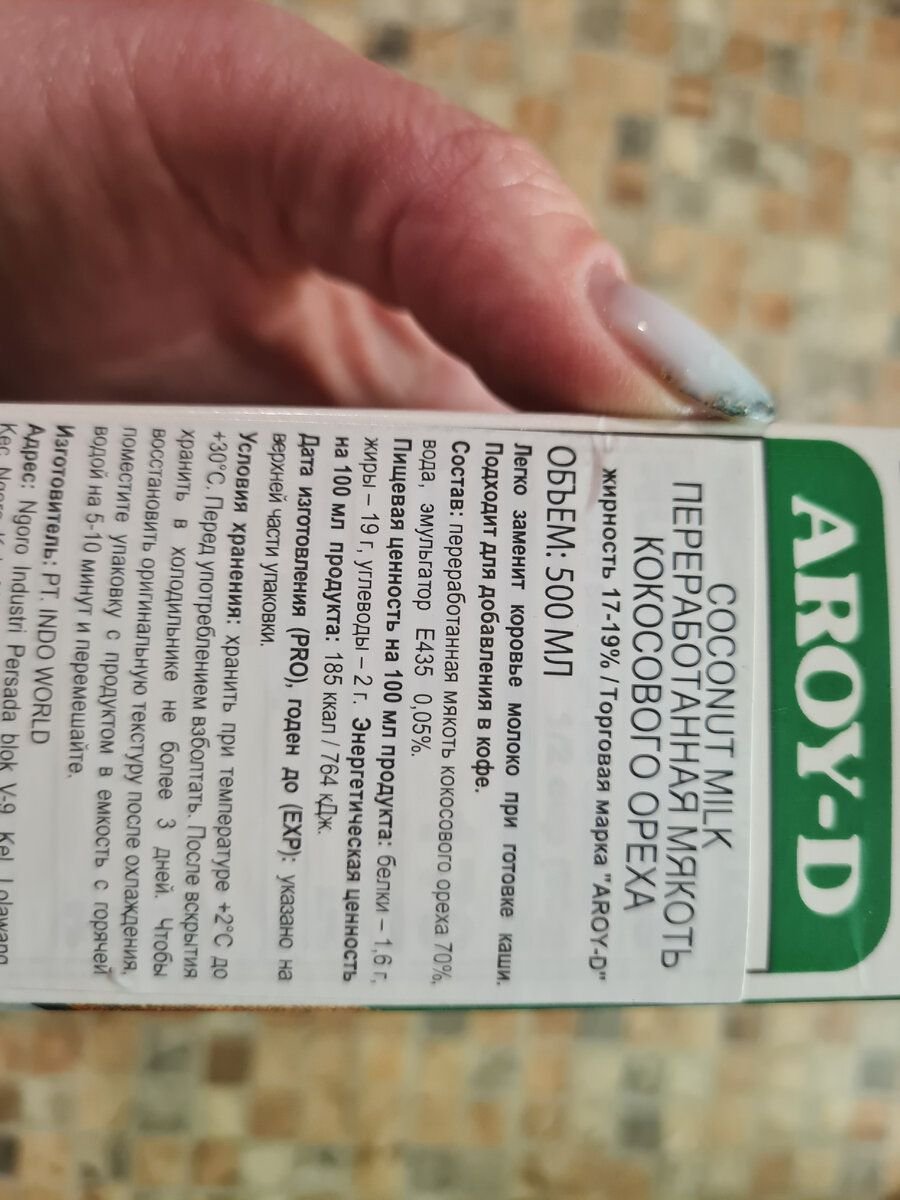 AROY-D
COCONUT MILK
ПЕРЕРАБОТАННАЯ МЯКОТЬ
КОКОСОВОГО ОРЕХА
жирность 17-19% / Торговая марка "AROY-D"
ОБЪЕМ: 500 МЛ
Легко заменит коровье молоко при готовке каши.
Подходит для добавления в кофе.
Состав: переработанная мякоть кокосового ореха 70%,
вода, эмульгатор Е435 0,05%.
Пищевая ценность на 100 мл продукта: белки – 1,6 г,
жиры – 19 г, углеводы – 2 г. Энергетическая ценность
на 100 мл продукта: 185 ккал / 764 кДж.
Дата изготовления (PRO), годен до (EXP): указано на
верхней части упаковки.
Условия хранения: хранить при температуре +2°С до
+30°С. Перед употреблением взболтать. После вскрытия
хранить в холодильнике не более 3 дней. Чтобы
восстановить оригинальную текстуру после охлаждения,
поместите упаковку с продуктом в емкость с горячей
водой на 5-10 минут и перемешайте.
Изготовитель: PT. INDO WORLD
Адрес: Ngoro Industri Persada blok V-9, Kel. Lolawang
Kec. Ngoro